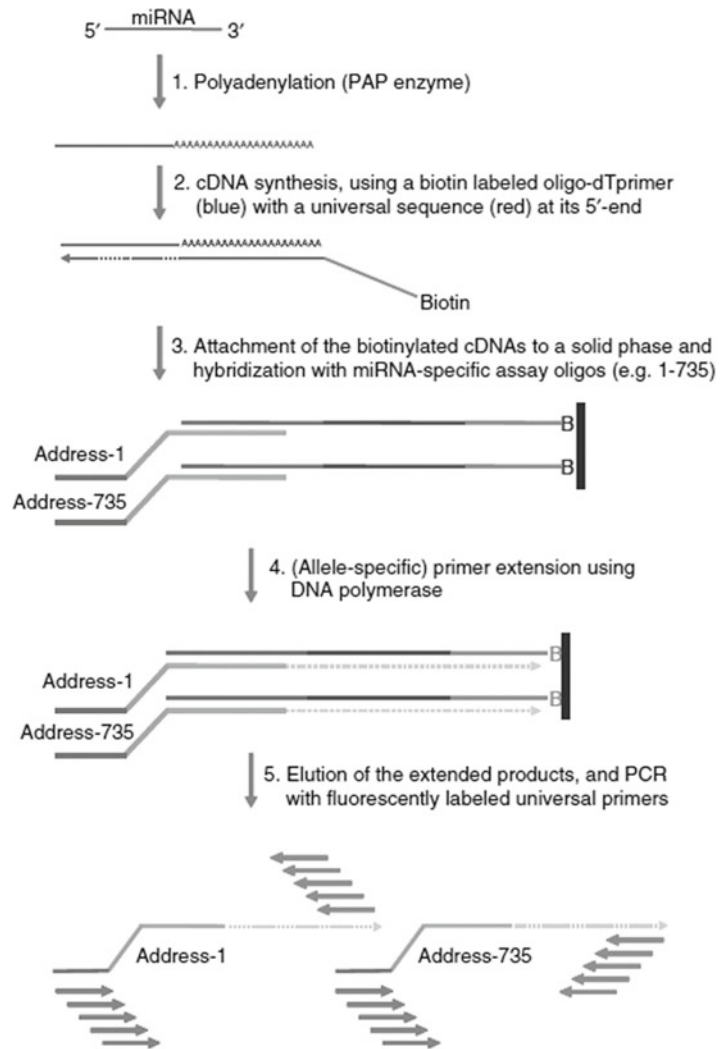 miRNA
5′ 3′
1. Polyadenylation (PAP enzyme)
AAAAAAAAAAAAAAAAAAAAA
2. cDNA synthesis, using a biotin labeled oligo-dTprimer
(blue) with a universal sequence (red) at its 5′-end
AAAAAAAAAAAAAAAAAAAAA
Biotin
3. Attachment of the biotinylated cDNAs to a solid phase and
hybridization with miRNA-specific assay oligos (e.g. 1-735)
B
Address-1
B
Address-735
4. (Allele-specific) primer extension using
DNA polymerase
B
Address-1
B
Address-735
5. Elution of the extended products, and PCR
with fluorescently labeled universal primers
Address-1 Address-735